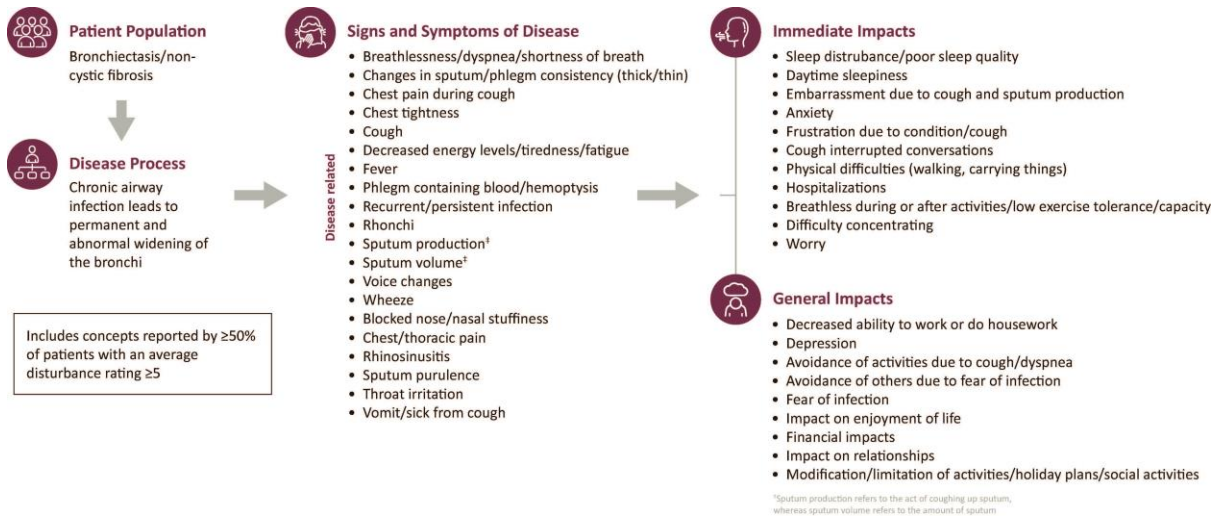 Patient Population
Bronchiectasis/non-
cystic fibrosis
Disease Process
Chronic airway
infection leads to
permanent and
abnormal widening of
the bronchi
Includes concepts reported by ≥50%
of patients with an average
disturbance rating ≥5
Signs and Symptoms of Disease
Disease related
• Breathlessness/dyspnea/shortness of breath
• Changes in sputum/phlegm consistency (thick/thin)
• Chest pain during cough
• Chest tightness
• Cough
• Decreased energy levels/tiredness/fatigue
• Fever
• Phlegm containing blood/hemoptysis
• Recurrent/persistent infection
• Rhonchi
• Sputum production‡
• Sputum volume‡
• Voice changes
• Wheeze
• Blocked nose/nasal stuffiness
• Chest/thoracic pain
• Rhinosinusitis
• Sputum purulence
• Throat irritation
• Vomit/sick from cough
Immediate Impacts
• Sleep distrubance/poor sleep quality
• Daytime sleepiness
• Embarrassment due to cough and sputum production
• Anxiety
• Frustration due to condition/cough
• Cough interrupted conversations
• Physical difficulties (walking, carrying things)
• Hospitalizations
• Breathless during or after activities/low exercise tolerance/capacity
• Difficulty concentrating
• Worry
General Impacts
• Decreased ability to work or do housework
• Depression
• Avoidance of activities due to cough/dyspnea
• Avoidance of others due to fear of infection
• Fear of infection
• Impact on enjoyment of life
• Financial impacts
• Impact on relationships
• Modification/limitation of activities/holiday plans/social activities
‡Sputum production refers to the act of coughing up sputum,
whereas sputum volume refers to the amount of sputum